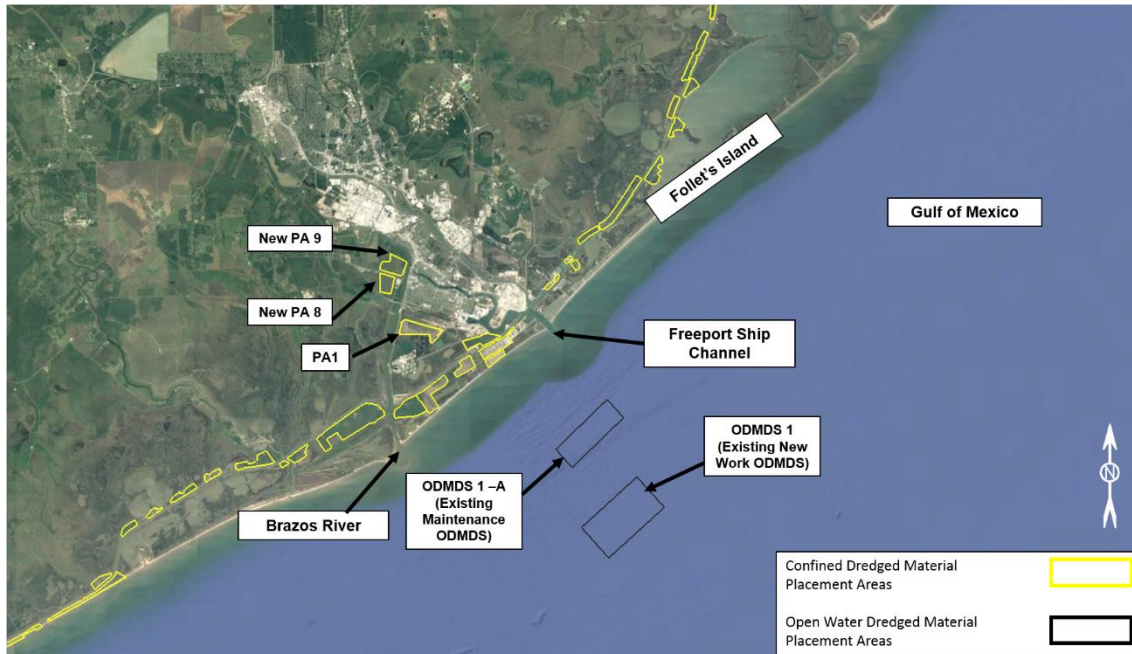 Follet's Island
Gulf of Mexico
New PA 9
New PA 8
PA1
Freeport Ship
Channel
ODMDS 1
(Existing New
Work ODMDS)
ODMDS 1 –A
(Existing
Maintenance
ODMDS)
Brazos River
N
Confined Dredged Material
Placement Areas
Open Water Dredged Material
Placement Areas